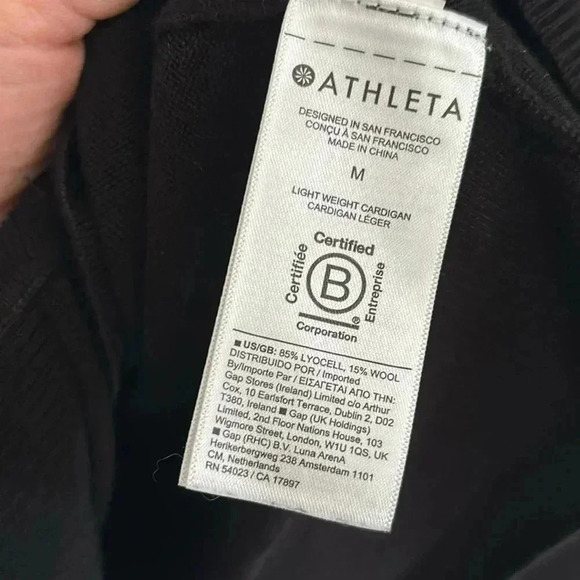 ATHLETA
DESIGNED IN SAN FRANCISCO
CONÇU À SAN FRANCISCO
MADE IN CHINA
M
LIGHT WEIGHT CARDIGAN
CARDIGAN LÉGER
Certified
Certifiée
B
®
Entreprise
Corporation
■ US/GB: 85% LYOCELL, 15% WOOL
DISTRIBUIDO POR / Imported
By/Importe Par / ΕΙΣΑΓΕΤΑΙ ΑΠΟ ΤΗΝ:
Gap Stores (Ireland) Limited c/o Arthur
Cox, 10 Earlsfort Terrace, Dublin 2, D02
T380, Ireland ■ Gap (UK Holdings)
Limited, 2nd Floor Nations House, 103
Wigmore Street, London, W1U 1QS, UK
■ Gap (RHC) B.V. Luna ArenA
Herikerbergweg 238 Amsterdam 1101
CM, Netherlands
RN 54023 / CA 17897